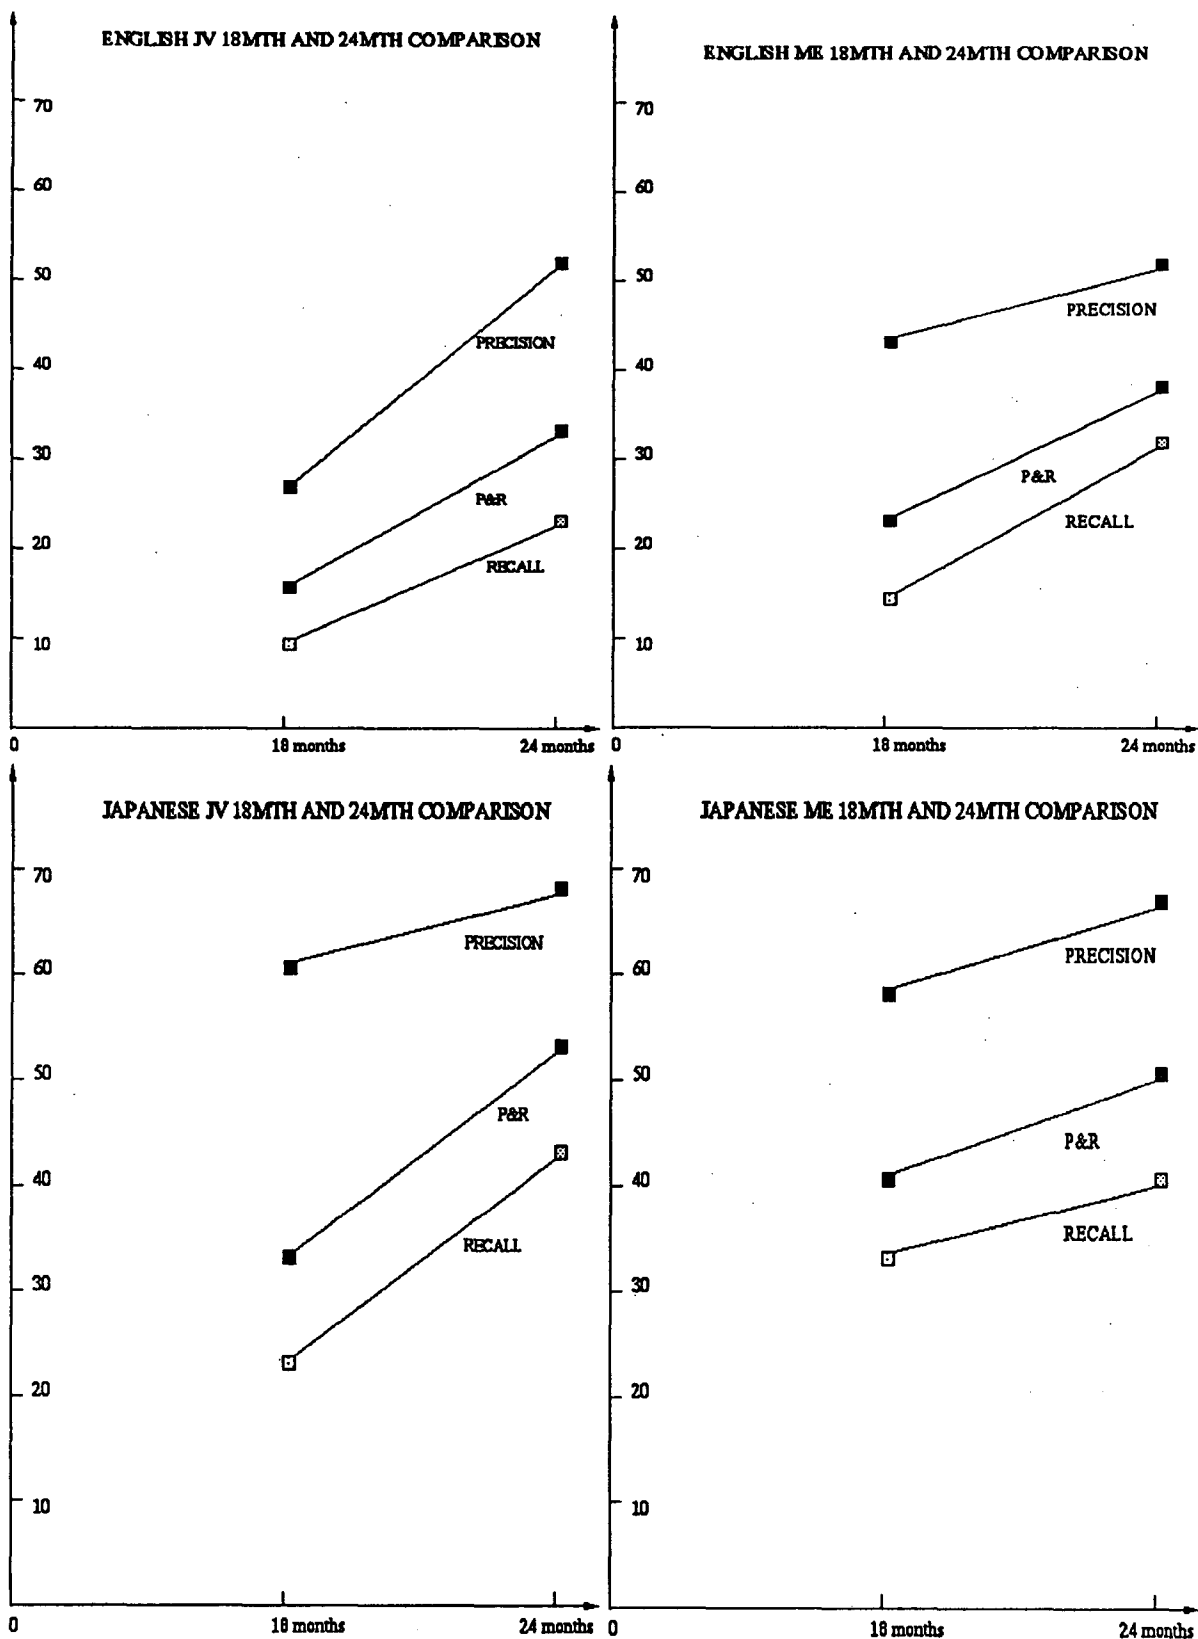 ENGLISH JV 18MTH AND 24MTH COMPARISON
70
60
50
40
30
20
10
PRECISION
P&R
RECALL
0
18 months
24 months
ENGLISH ME 18MTH AND 24MTH COMPARISON
70
60
50
40
30
20
10
PRECISION
P&R
RECALL
0
18 months
24 months
JAPANESE JV 18MTH AND 24MTH COMPARISON
70
60
50
40
30
20
10
PRECISION
P&R
RECALL
0
18 months
24 months
JAPANESE ME 18MTH AND 24MTH COMPARISON
70
60
50
40
30
20
10
PRECISION
P&R
RECALL
0
18 months
24 months